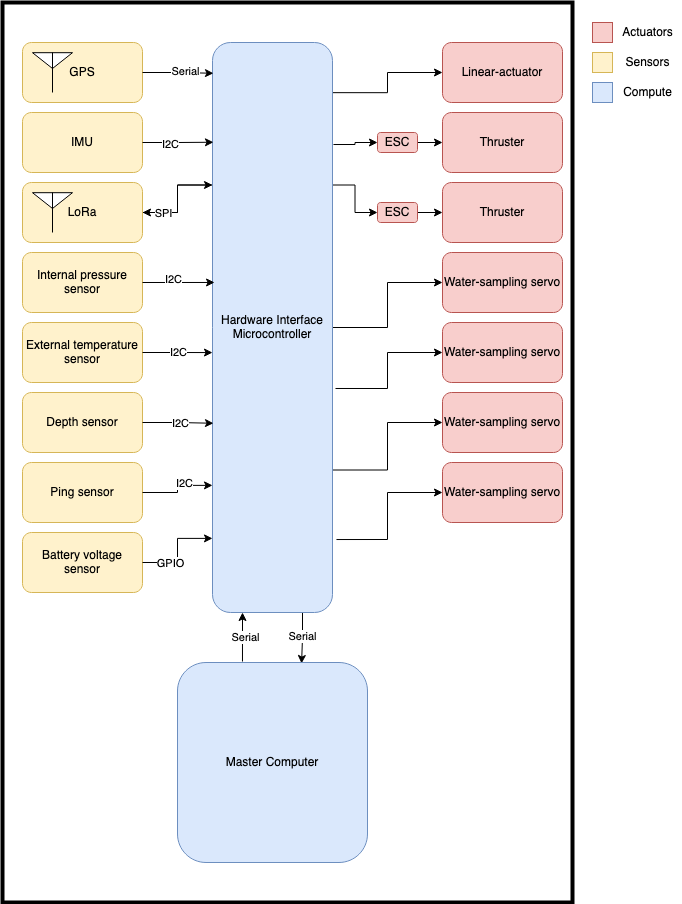 Actuators
Sensors
Compute
GPS
Serial
Linear-actuator
IMU
I2C
ESC
Thruster
LoRa
SPI
ESC
Thruster
Internal pressure
sensor
I2C
Water-sampling servo
Hardware Interface
Microcontroller
External temperature
sensor
I2C
Water-sampling servo
Depth sensor
I2C
Water-sampling servo
Ping sensor
I2C
Water-sampling servo
Battery voltage
sensor
GPIO
Serial
Serial
Master Computer